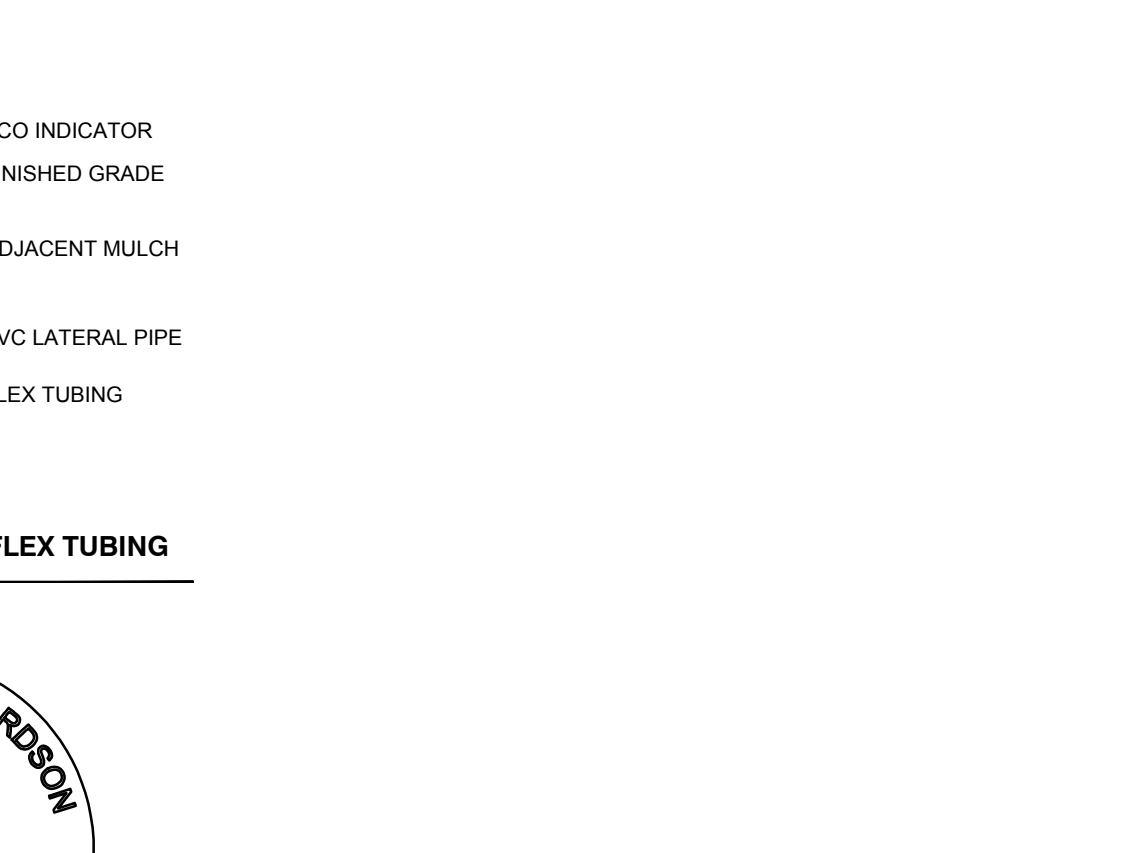 CO INDICATOR
NISHED GRADE
DJACENT MULCH
VC LATERAL PIPE
LEX TUBING
FLEX TUBING
RDSON